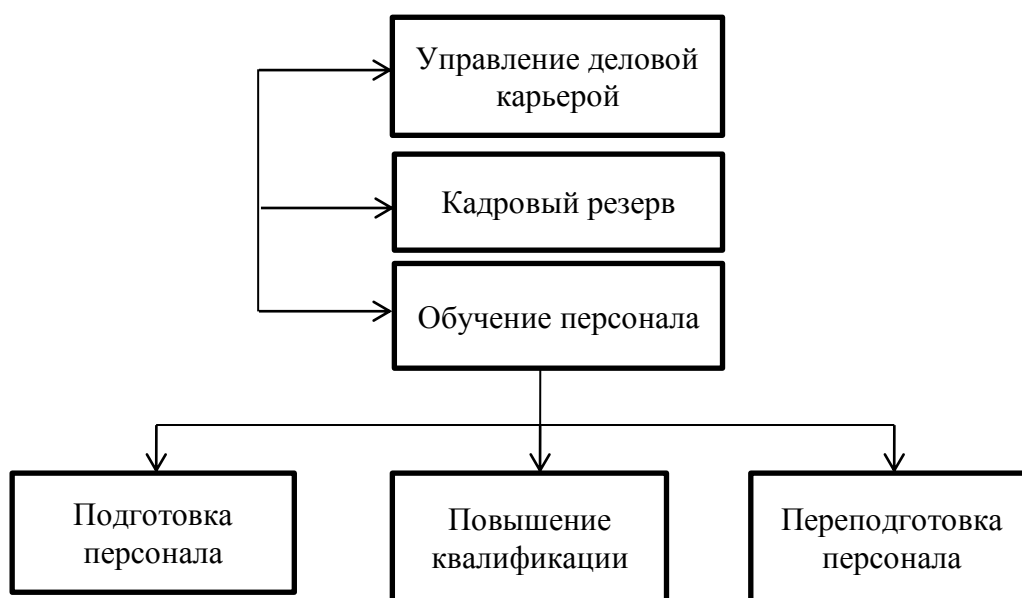 Управление деловой
карьерой
Кадровый резерв
Обучение персонала
Подготовка
персонала
Повышение
квалификации
Переподготовка
персонала